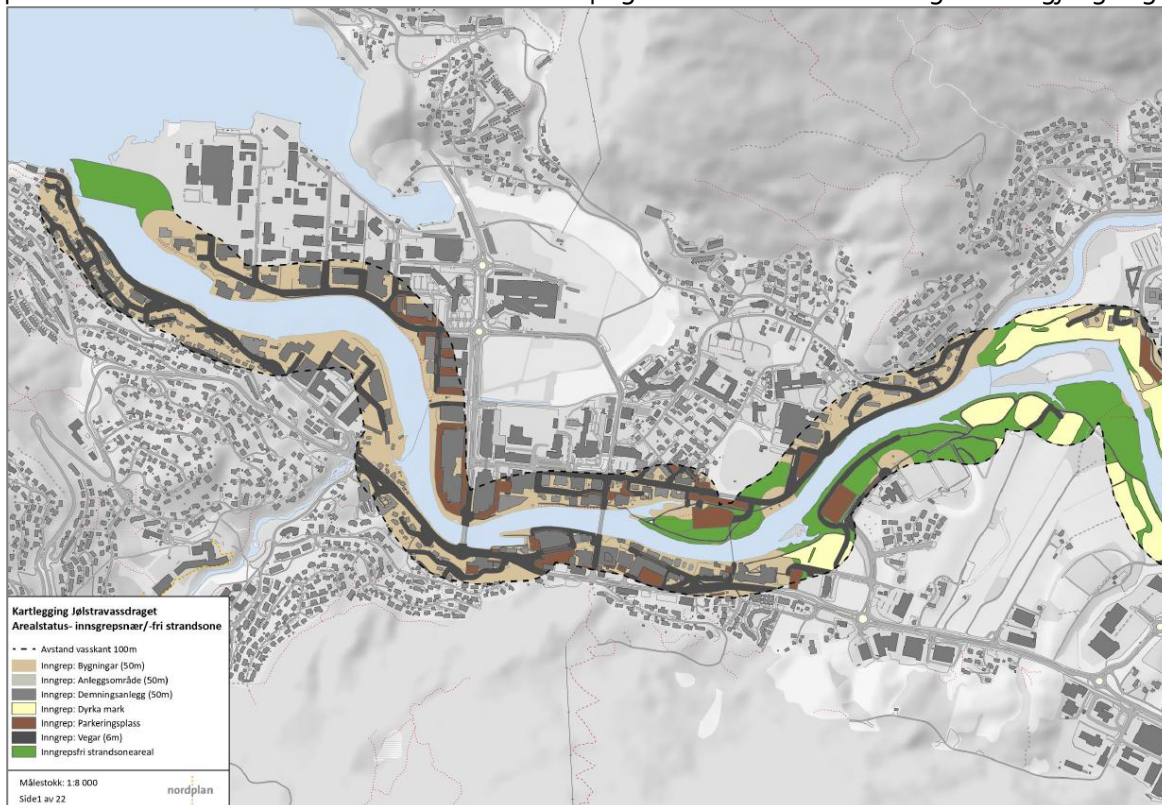 Kartlegging Jølstravassdraget
Arealstatus- innsgrepsnær/-fri strandsone
Avstand vasskant 100m
Inngrep: Bygningar (50m)
Inngrep: Anleggsområde (50m)
Inngrep: Demningsanlegg (50m)
Inngrep: Dyrka mark
Inngrep: Parkeringsplass
Inngrep: Vegar (6m)
Inngrepsfri strandsoneareal
Målestokk: 1:8 000
Side1 av 22
nordplan